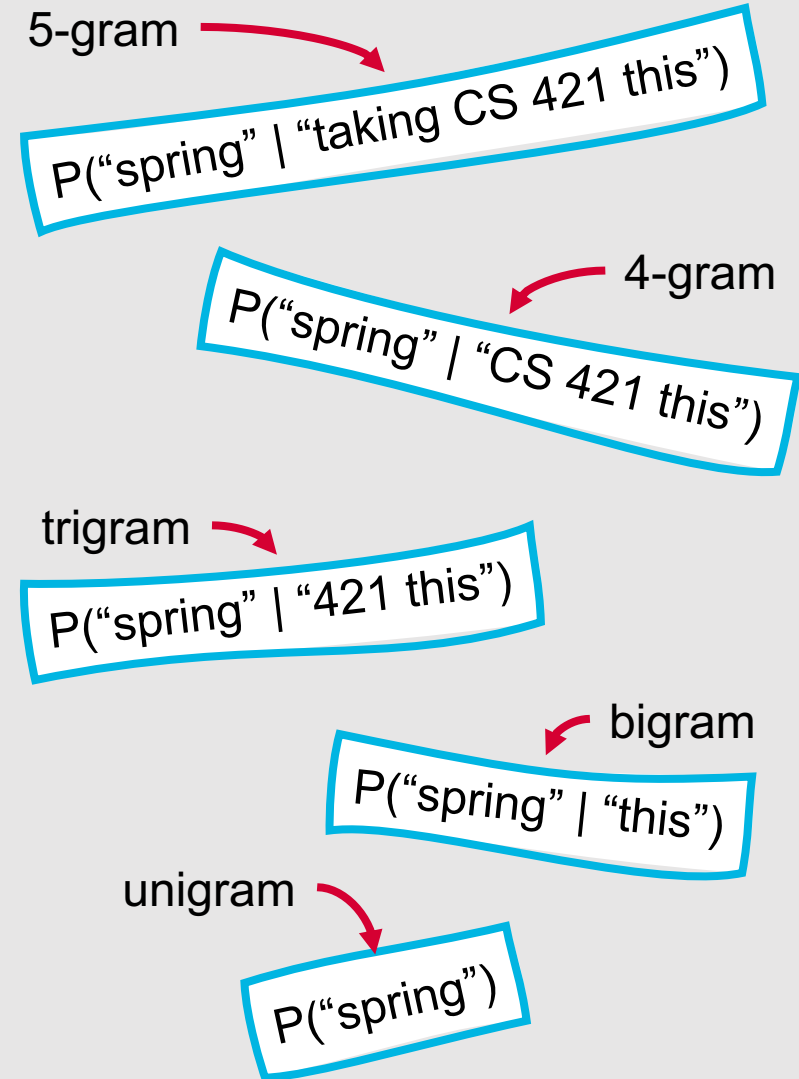 5-gram
P(“spring” | “taking CS 421 this”)
4-gram
P(“spring” | “CS 421 this”)
trigram
P(“spring” | “421 this”)
bigram
P(“spring” | “this”)
unigram
P(“spring”)